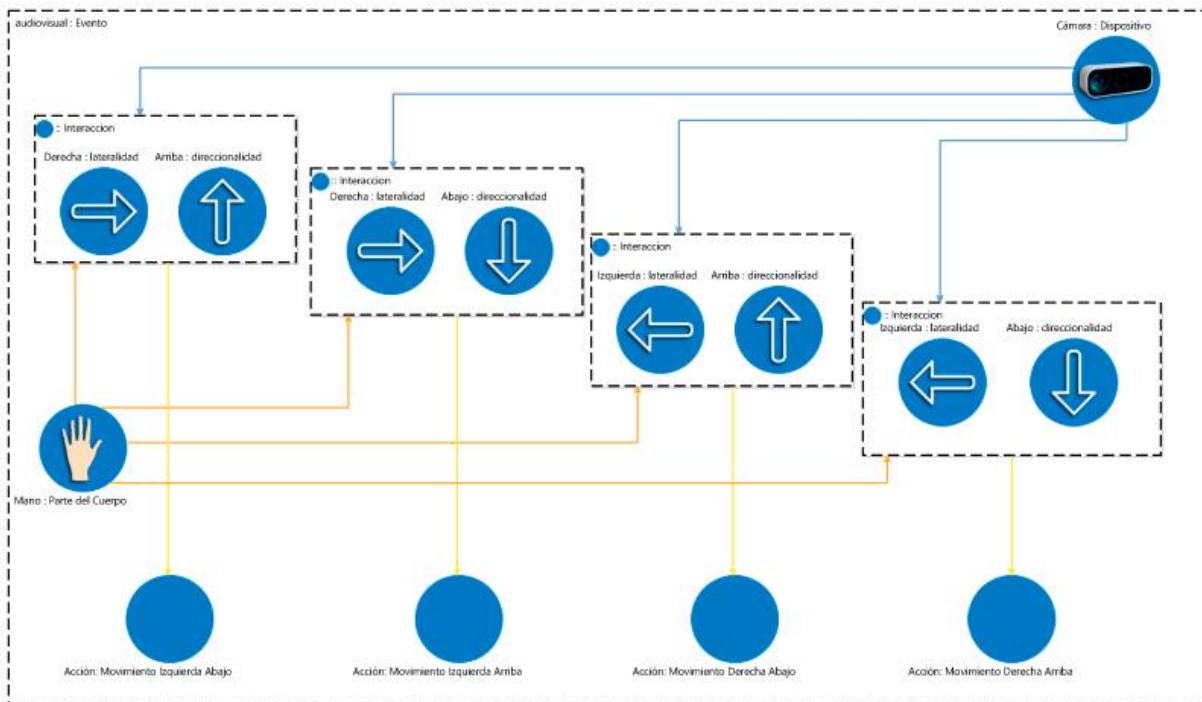 audiovisual : Evento
Cámara : Dispositivo
:: Interaccion
Derecha : lateralidad
Arriba : direccionalidad
:: Interaccion
Derecha : lateralidad
Abajo : direccionalidad
:: Interaccion
Izquierda : lateralidad
Arriba : direccionalidad
:: Interaccion
Izquierda : lateralidad
Abajo : direccionalidad
Mano : Parte del Cuerpo
Acción: Movimiento Izquierda Abajo
Acción: Movimiento Izquierda Arriba
Acción: Movimiento Derecha Abajo
Acción: Movimiento Derecha Arriba